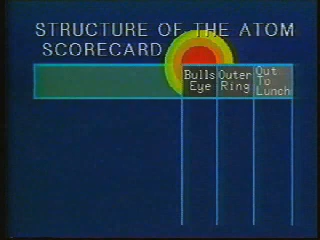 STRUCTURE OF THE ATOM
SCORECARD
Bulls Eye
Outer Ring
Out To Lunch